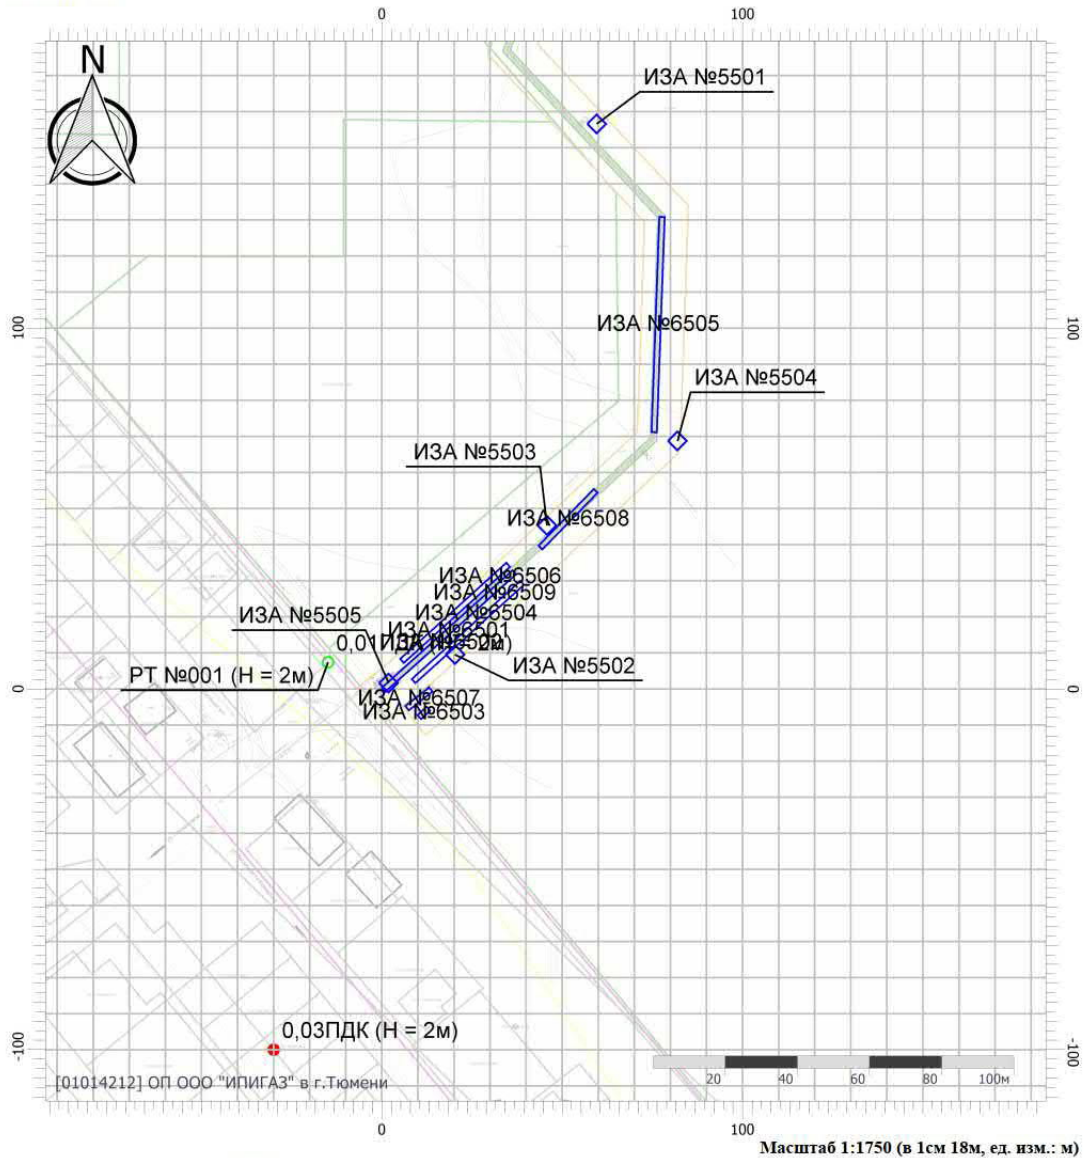 0 100
N
ИЗА №5501
100 100
ИЗА №6505
ИЗА №5504
ИЗА №5503
ИЗА №6508
ИЗА №6506
ИЗА №6509
ИЗА №6504
ИЗА №5505
ИЗА №6501
РТ №001 (Н = 2м)
ИЗА №5502
0 0
ИЗА №6507
ИЗА №6503
0,03ПДК (Н = 2м)
-100 -100
[01014212] ОП ООО "ИПИГАЗ" в г.Тюмени
20 40 60 80 100м
0 100
Масштаб 1:1750 (в 1см 18м, ед. изм.: м)